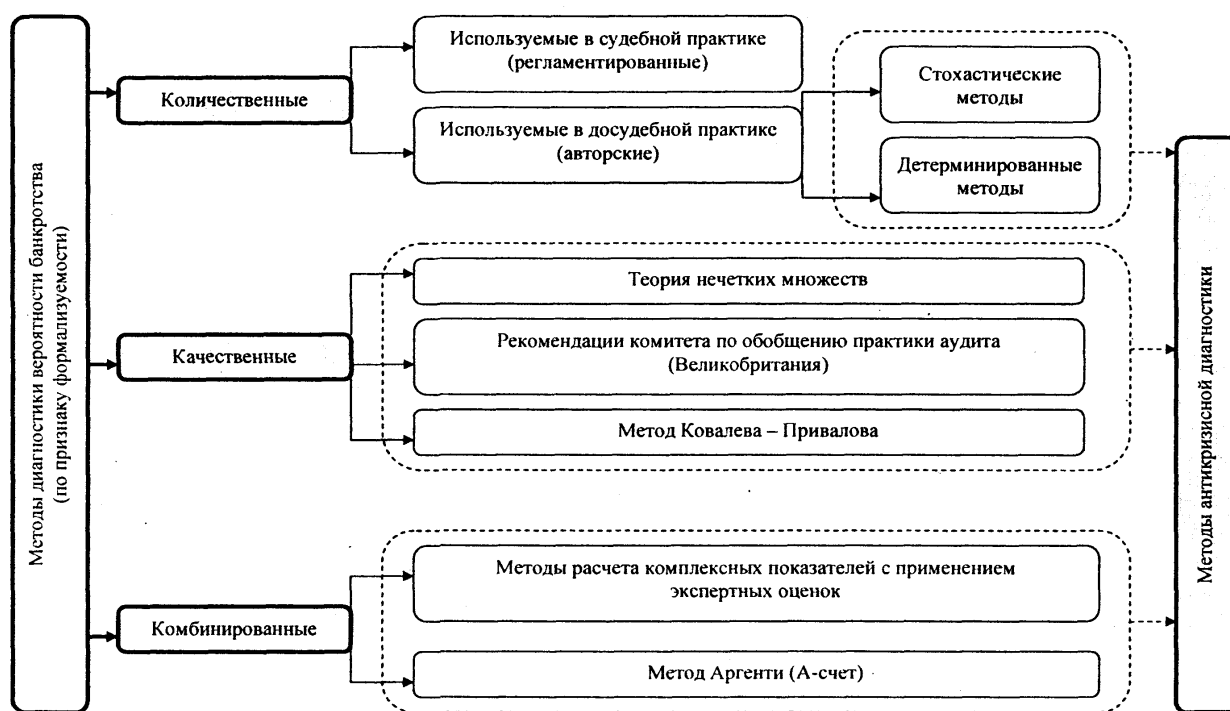 Методы диагностики вероятности банкротства
(по признаку формализуемости)
Количественные
Используемые в судебной практике
(регламентированные)
Используемые в досудебной практике
(авторские)
Стохастические
методы
Детерминированные
методы
Качественные
Теория нечетких множеств
Рекомендации комитета по обобщению практики аудита
(Великобритания)
Метод Ковалева – Привалова
Комбинированные
Методы расчета комплексных показателей с применением
экспертных оценок
Метод Аргенти (А-счет)
Методы антикризисной диагностики